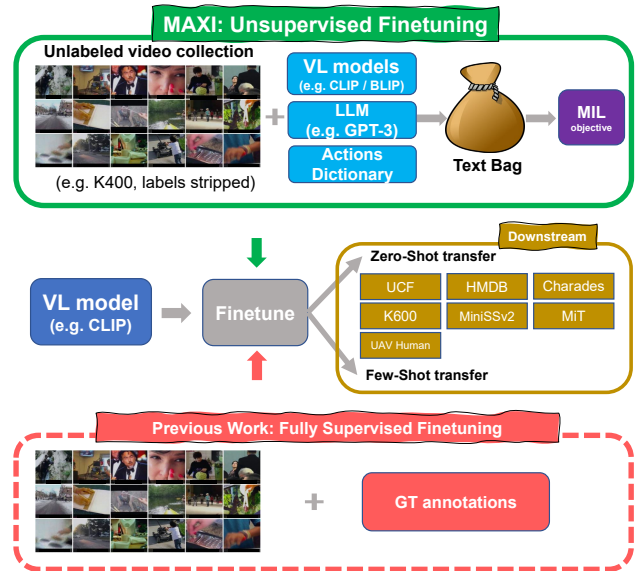 MAXI: Unsupervised Finetuning
Unlabeled video collection
(e.g. K400, labels stripped)
VL models
(e.g. CLIP / BLIP)
LLM
(e.g. GPT-3)
Actions
Dictionary
Text Bag
MIL
objective
Downstream
VL model
(e.g. CLIP)
Finetune
Zero-Shot transfer
UCF
HMDB
Charades
K600
MiniSSv2
MiT
UAV Human
Few-Shot transfer
Previous Work: Fully Supervised Finetuning
GT annotations